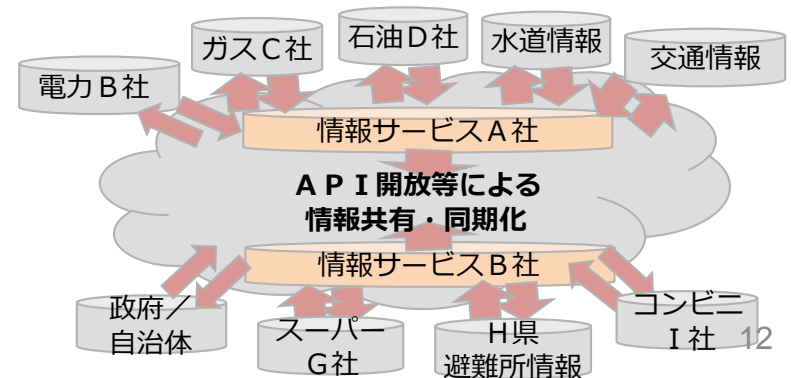 電力Ｂ社
ガスＣ社
石油Ｄ社
水道情報
交通情報
情報サービスＡ社
ＡＰＩ開放等による
情報共有・同期化
情報サービスＢ社
政府／
自治体
スーパー
Ｇ社
Ｈ県
避難所情報
コンビニ
Ｉ社
12